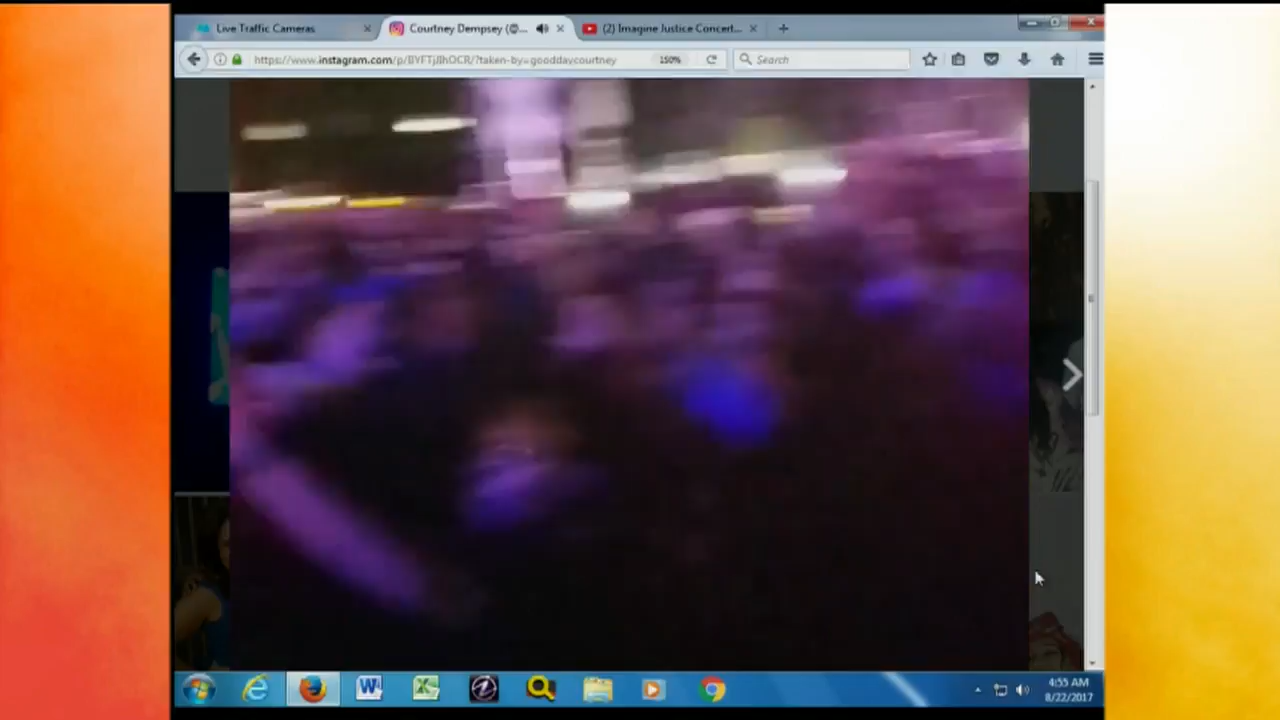 Live Traffic Cameras
Courtney Dempsey (@...
(2) Imagine Justice Concert...
https://www.instagram.com/p/BYFTjJhOCR/?taken-by=gooddaycourtney
150%
Search
4:55 AM
8/22/2017